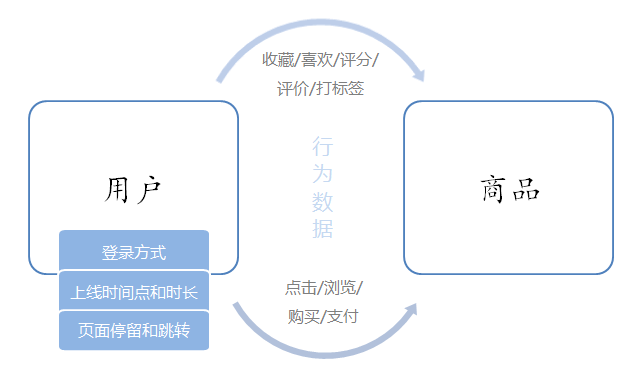 收藏/喜欢/评分/
评价/打标签
行
为
数
据
用户
商品
登录方式
上线时间点和时长
页面停留和跳转
点击/浏览/
购买/支付